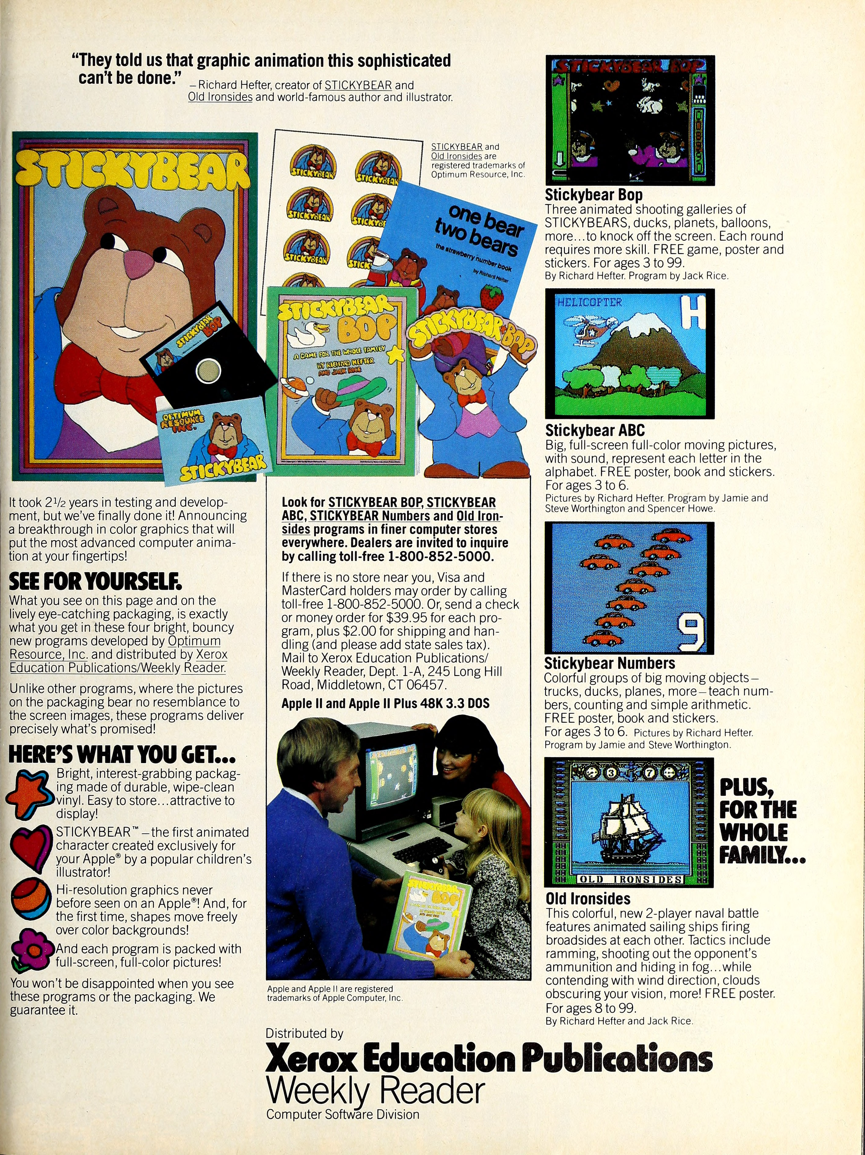 “They told us that graphic animation this sophisticated
can’t be done.”
– Richard Hefter, creator of STICKYBEAR and
Old Ironsides and world-famous author and illustrator.
STICKYBEAR
STICKYBEAR
BOP
OPTIMUM
RESOURCE
INC.
STICKYBEAR
STICKYBEAR and
Old Ironsides are
registered trademarks of
Optimum Resource, Inc.
one bear
two bears
the strawberry number book
by Richard Hefter
STICKYBEAR
BOP
A GAME FOR THE WHOLE FAMILY
BY RICHARD HEFTER
AND JACK RICE
STICKYBEAR BOP
It took 2½ years in testing and develop-
ment, but we’ve finally done it! Announcing
a breakthrough in color graphics that will
put the most advanced computer anima-
tion at your fingertips!
SEE FOR YOURSELF.
What you see on this page and on the
lively eye-catching packaging, is exactly
what you get in these four bright, bouncy
new programs developed by Optimum
Resource, Inc. and distributed by Xerox
Education Publications/Weekly Reader.
Unlike other programs, where the pictures
on the packaging bear no resemblance to
the screen images, these programs deliver
precisely what’s promised!
HERE’S WHAT YOU GET...
Bright, interest-grabbing packag-
ing made of durable, wipe-clean
vinyl. Easy to store...attractive to
display!
STICKYBEAR™ – the first animated
character created exclusively for
your Apple® by a popular children’s
illustrator!
Hi-resolution graphics never
before seen on an Apple®! And, for
the first time, shapes move freely
over color backgrounds!
And each program is packed with
full-screen, full-color pictures!
You won’t be disappointed when you see
these programs or the packaging. We
guarantee it.
Look for STICKYBEAR BOP, STICKYBEAR
ABC, STICKYBEAR Numbers and Old Iron-
sides programs in finer computer stores
everywhere. Dealers are invited to inquire
by calling toll-free 1-800-852-5000.
If there is no store near you, Visa and
MasterCard holders may order by calling
toll-free 1-800-852-5000. Or, send a check
or money order for $39.95 for each pro-
gram, plus $2.00 for shipping and han-
dling (and please add state sales tax).
Mail to Xerox Education Publications/
Weekly Reader, Dept. 1-A, 245 Long Hill
Road, Middletown, CT 06457.
Apple II and Apple II Plus 48K 3.3 DOS
STICKYBEAR
BOP
Apple and Apple II are registered
trademarks of Apple Computer, Inc.
STICKYBEAR BOP
Stickybear Bop
Three animated shooting galleries of
STICKYBEARS, ducks, planets, balloons,
more...to knock off the screen. Each round
requires more skill. FREE game, poster and
stickers. For ages 3 to 99.
By Richard Hefter. Program by Jack Rice.
HELICOPTER
H
Stickybear ABC
Big, full-screen full-color moving pictures,
with sound, represent each letter in the
alphabet. FREE poster, book and stickers.
For ages 3 to 6.
Pictures by Richard Hefter. Program by Jamie and
Steve Worthington and Spencer Howe.
9
Stickybear Numbers
Colorful groups of big moving objects –
trucks, ducks, planes, more – teach num-
bers, counting and simple arithmetic.
FREE poster, book and stickers.
For ages 3 to 6. Pictures by Richard Hefter.
Program by Jamie and Steve Worthington.
3 7
OLD IRONSIDES
PLUS,
FOR THE
WHOLE
FAMILY...
Old Ironsides
This colorful, new 2-player naval battle
features animated sailing ships firing
broadsides at each other. Tactics include
ramming, shooting out the opponent’s
ammunition and hiding in fog...while
contending with wind direction, clouds
obscuring your vision, more! FREE poster.
For ages 8 to 99.
By Richard Hefter and Jack Rice.
Distributed by
Xerox Education Publications
Weekly Reader
Computer Software Division